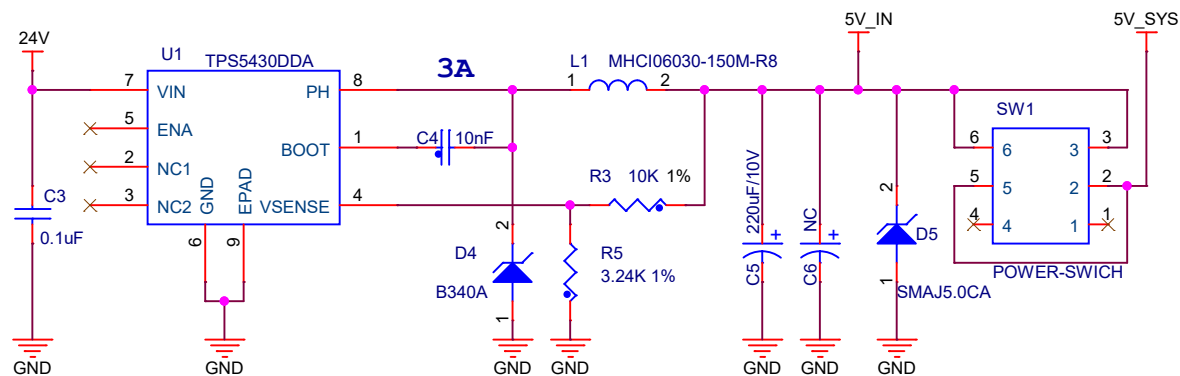 24V
5V_IN
5V_SYS
U1
TPS5430DDA
3A
L1
MHCI06030-150M-R8
7
VIN
PH
8
1
2
SW1
5
ENA
C4
10nF
6
6
3
3
1
BOOT
2
NC1
R3
10K 1%
5
5
2
2
3
NC2
GND
EPAD
VSENSE
4
C3
0.1uF
220uF/10V
NC
2
4
4
1
1
6
9
2
D4
R5
3.24K 1%
C5
+
C6
+
D5
B340A
1
1
POWER-SWICH
SMAJ5.0CA
GND
GND
GND
GND
GND
GND
GND